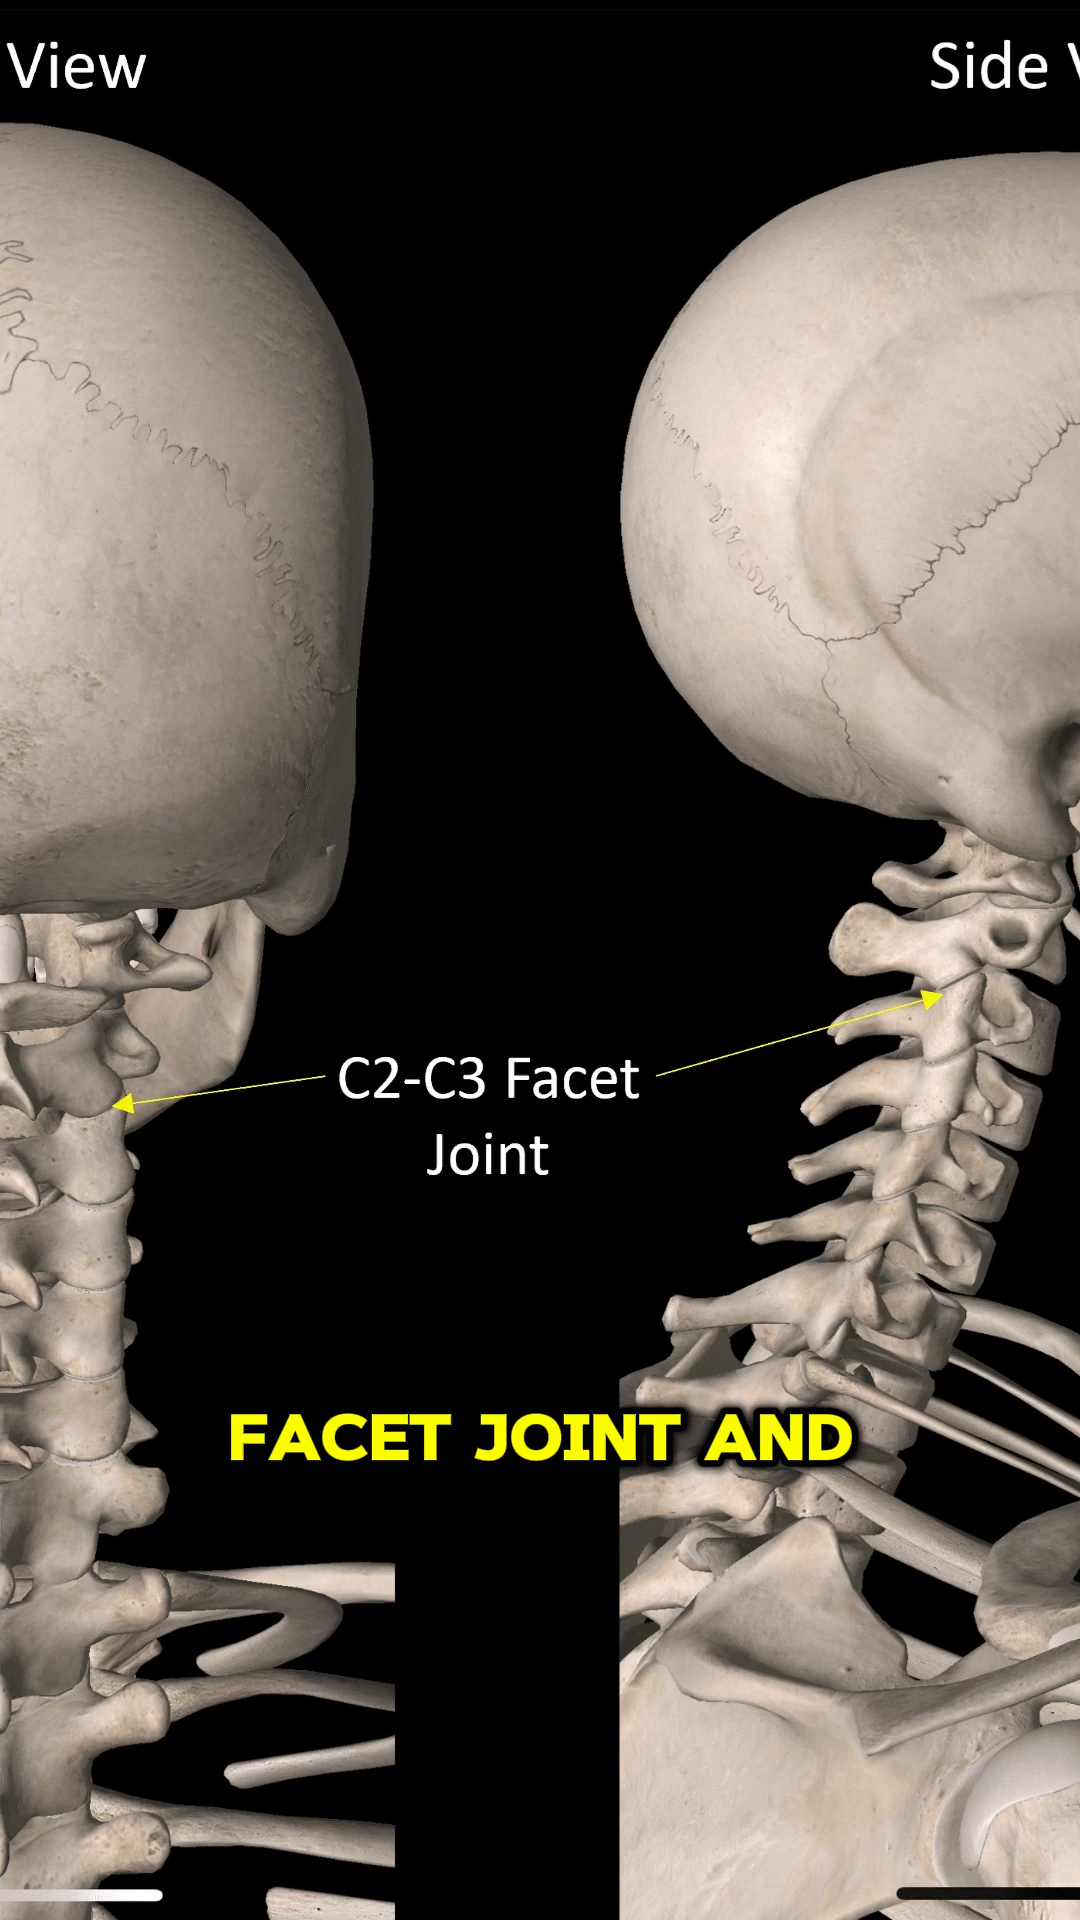 View
Side V
C2-C3 Facet
Joint
FACET JOINT AND